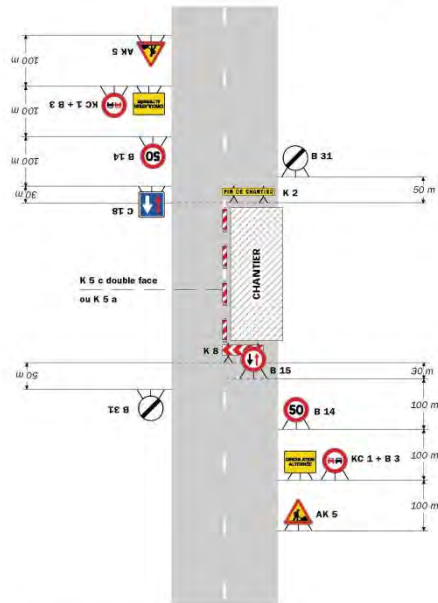 AK 5
100 m
KC 1 + B 3
CIRCULATION
ALTERNÉE
100 m
B 14
50
100 m
C 18
30 m
B 31
FIN DE CHANTIER
K 2
50 m
CHANTIER
K 5 c double face
ou K 5 a
K 8
B 15
50 m
30 m
B 31
50
B 14
100 m
CIRCULATION
ALTERNÉE
KC 1 + B 3
100 m
AK 5
100 m